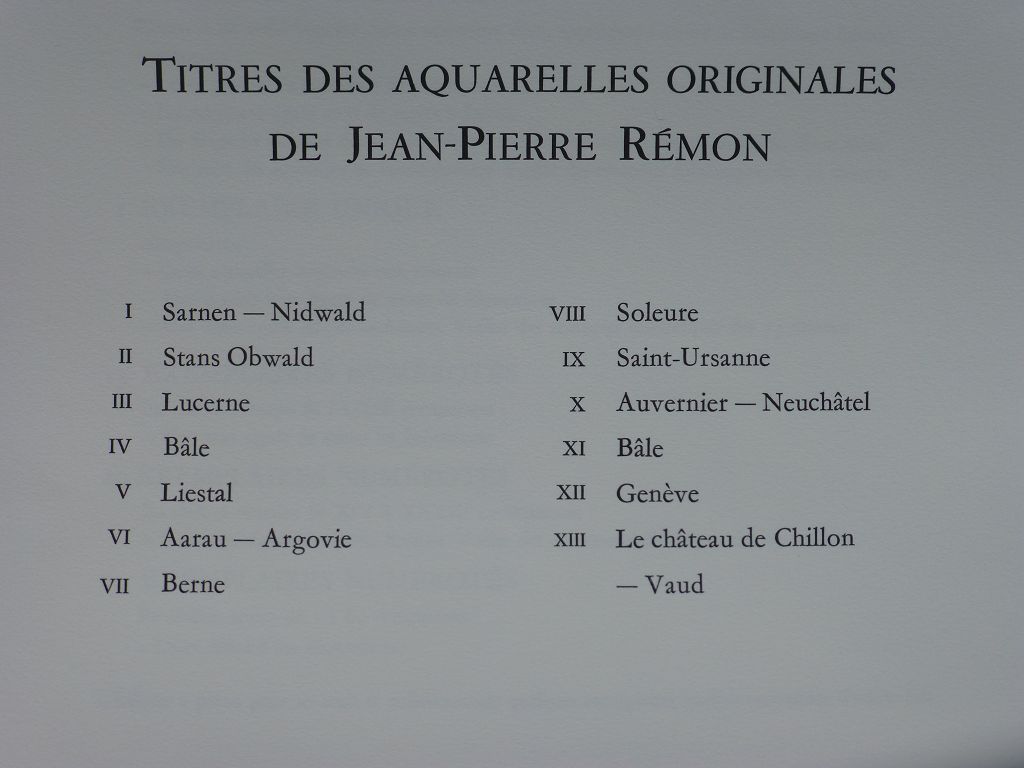 TITRES DES AQUARELLES ORIGINALES
DE JEAN-PIERRE RÉMON
I Sarnen — Nidwald
II Stans Obwald
III Lucerne
IV Bâle
V Liestal
VI Aarau — Argovie
VII Berne
VIII Soleure
IX Saint-Ursanne
X Auvernier — Neuchâtel
XI Bâle
XII Genève
XIII Le château de Chillon
— Vaud